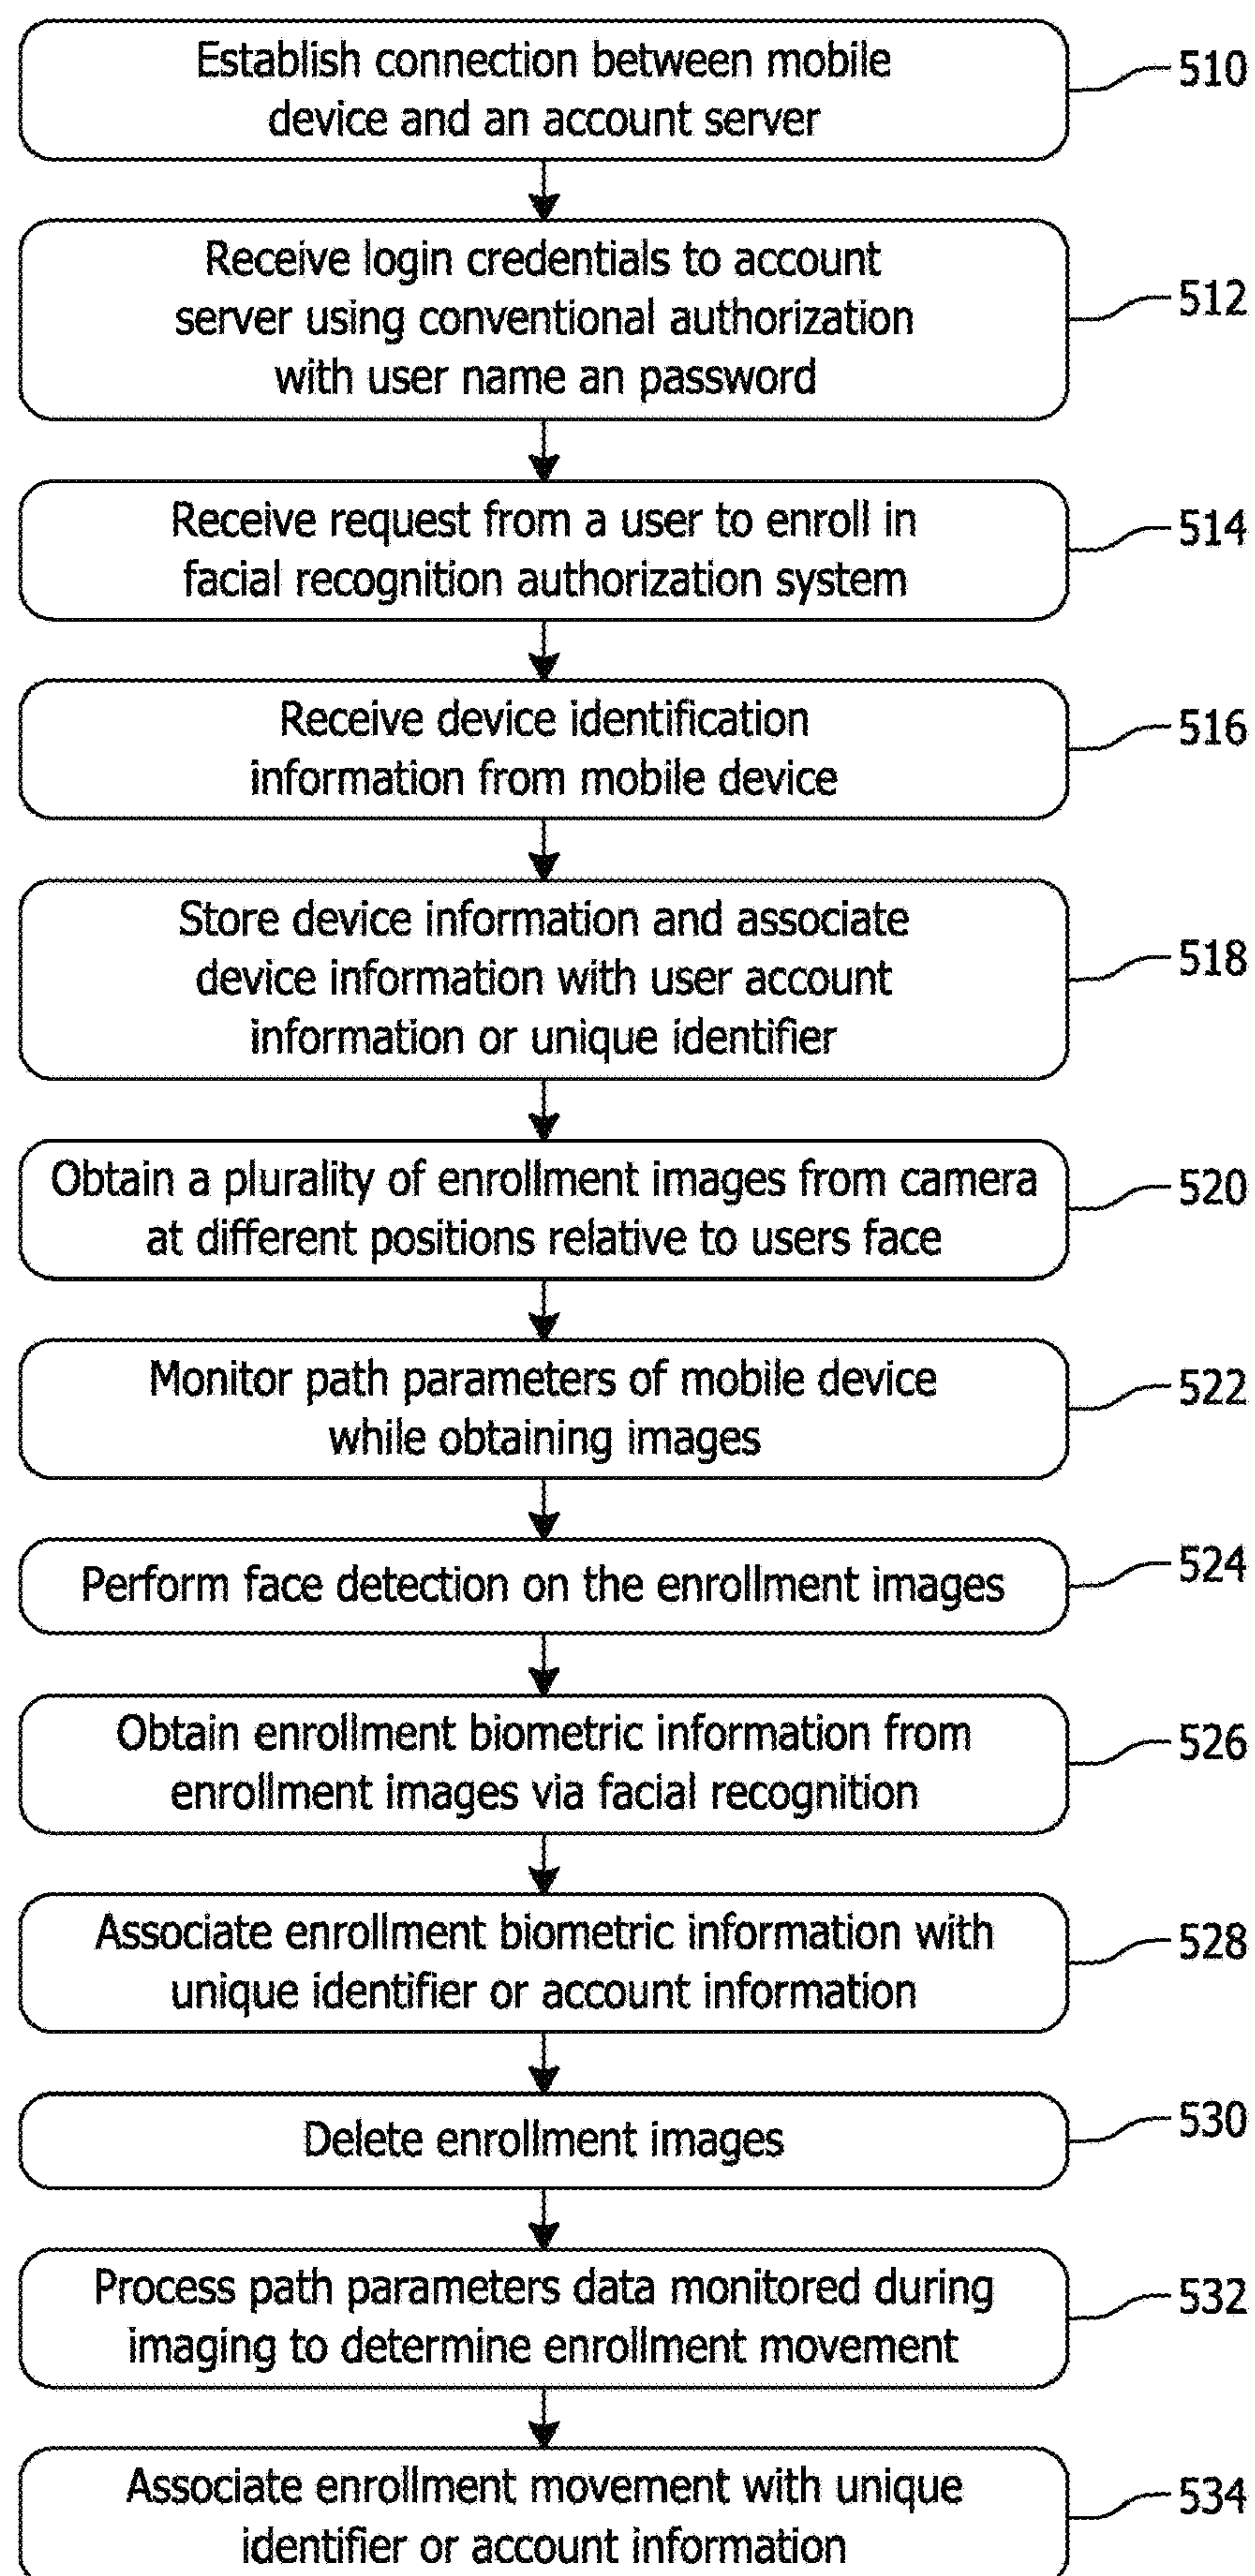 Establish connection between mobile
device and an account server
510
Receive login credentials to account
server using conventional authorization
with user name an password
512
Receive request from a user to enroll in
facial recognition authorization system
514
Receive device identification
information from mobile device
516
Store device information and associate
device information with user account
information or unique identifier
518
Obtain a plurality of enrollment images from camera
at different positions relative to users face
520
Monitor path parameters of mobile device
while obtaining images
522
Perform face detection on the enrollment images
524
Obtain enrollment biometric information from
enrollment images via facial recognition
526
Associate enrollment biometric information with
unique identifier or account information
528
Delete enrollment images
530
Process path parameters data monitored during
imaging to determine enrollment movement
532
Associate enrollment movement with unique
identifier or account information
534